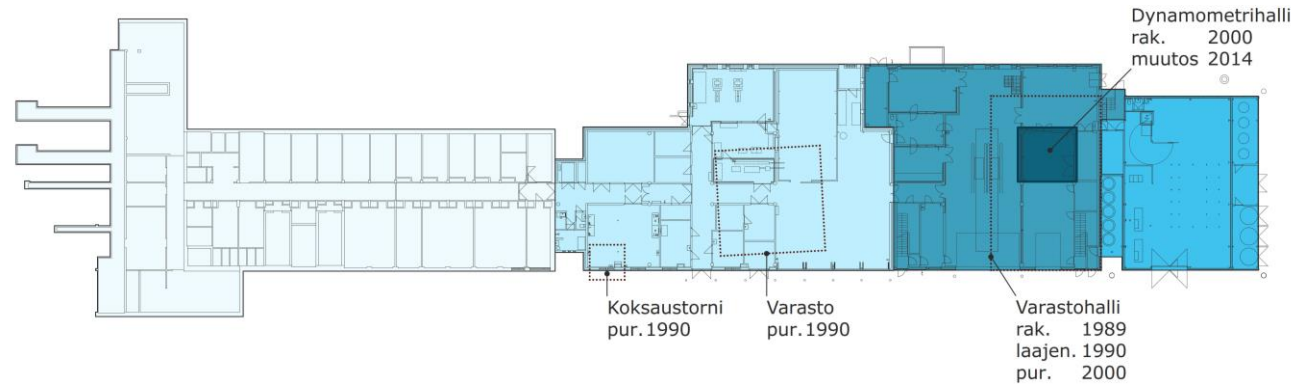 Dynamometrihalli
rak. 2000
muutos 2014
Koksaustorni
pur. 1990
Varasto
pur. 1990
Varastohalli
rak. 1989
laajen. 1990
pur. 2000